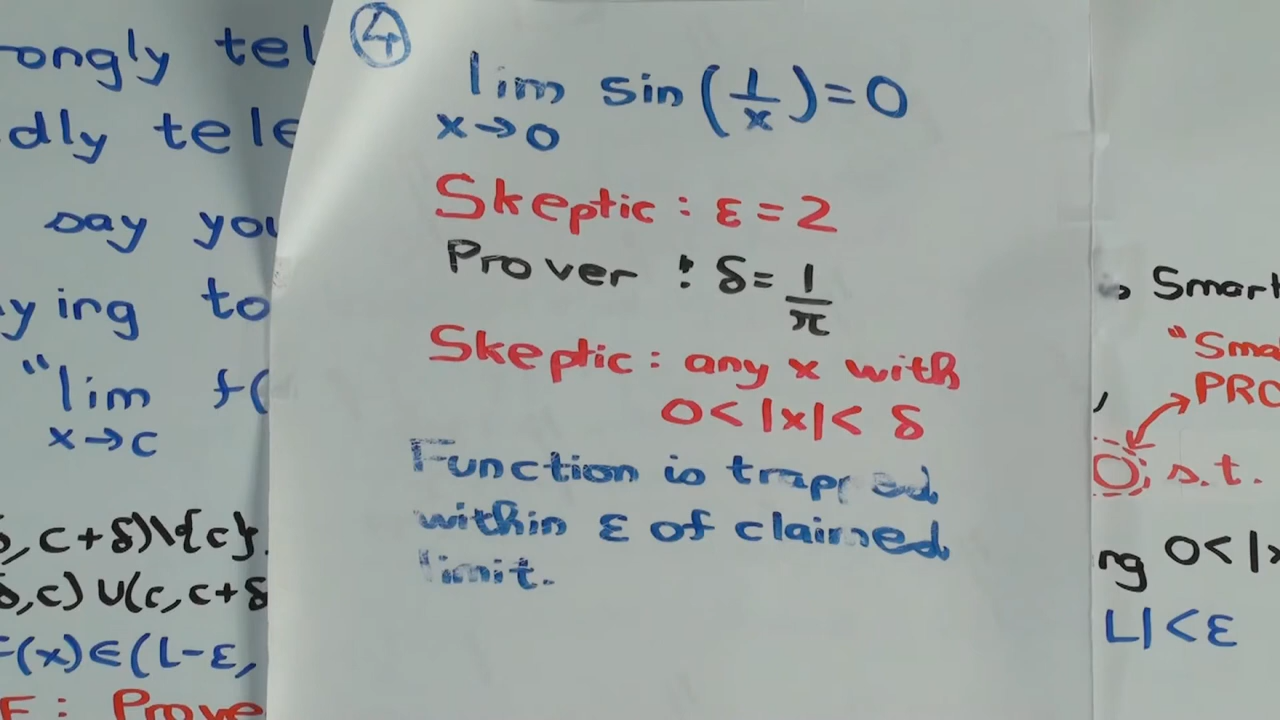 ongly tel
dly tele
say you
ying to
"lim f(
x→c
, c+δ)\{c}.
δ,c) ∪(c, c+δ
F(x)∈(L-ε,
E: Prove
④
lim sin(1/x)=0
x→0
Skeptic: ε=2
Prover : δ=1/π
Skeptic: any x with
0<|x|< δ
Function is trapped
within ε of claimed
limit.
Smart
"Sma
PRO
s.t.
ng 0<|x
L|<ε